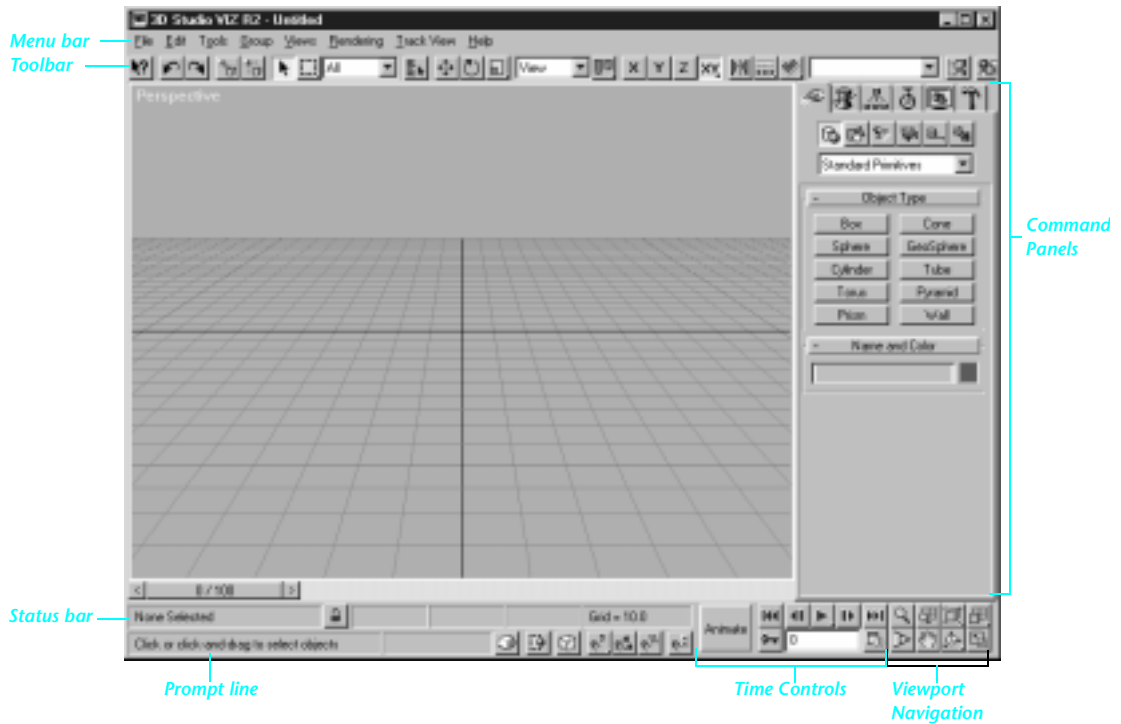 3D Studio VIZ R2 - Untitled
Menu bar
File Edit Tools Group Views Rendering Track View Help
Toolbar
All
View
X Y Z XY
Perspective
Standard Primitives
- Object Type
Box Cone
Sphere GeoSphere
Cylinder Tube
Torus Pyramid
Prism Wall
Command
Panels
- Name and Color
< 0 / 100 >
Status bar
None Selected
Grid = 10.0
Animate
0
Click or click-and-drag to select objects
Prompt line
Time Controls
Viewport
Navigation